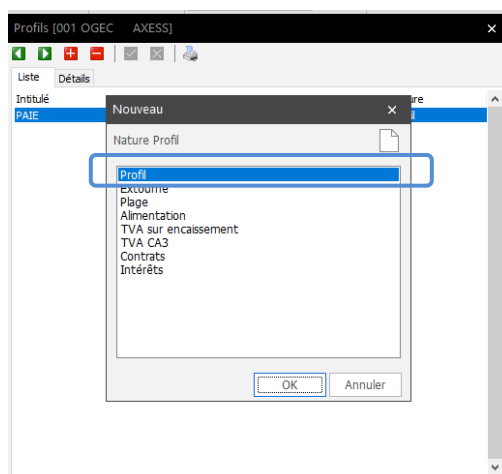 Profils [001 OGEC AXESS]
Liste Détails
Intitulé
PAIE
Nouveau
Nature Profil
Profil
Extourne
Plage
Alimentation
TVA sur encaissement
TVA CA3
Contrats
Intérêts
OK Annuler